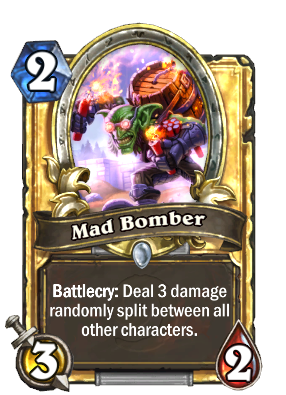 2
Mad Bomber
Battlecry: Deal 3 damage
randomly split between all
other characters.
3
2